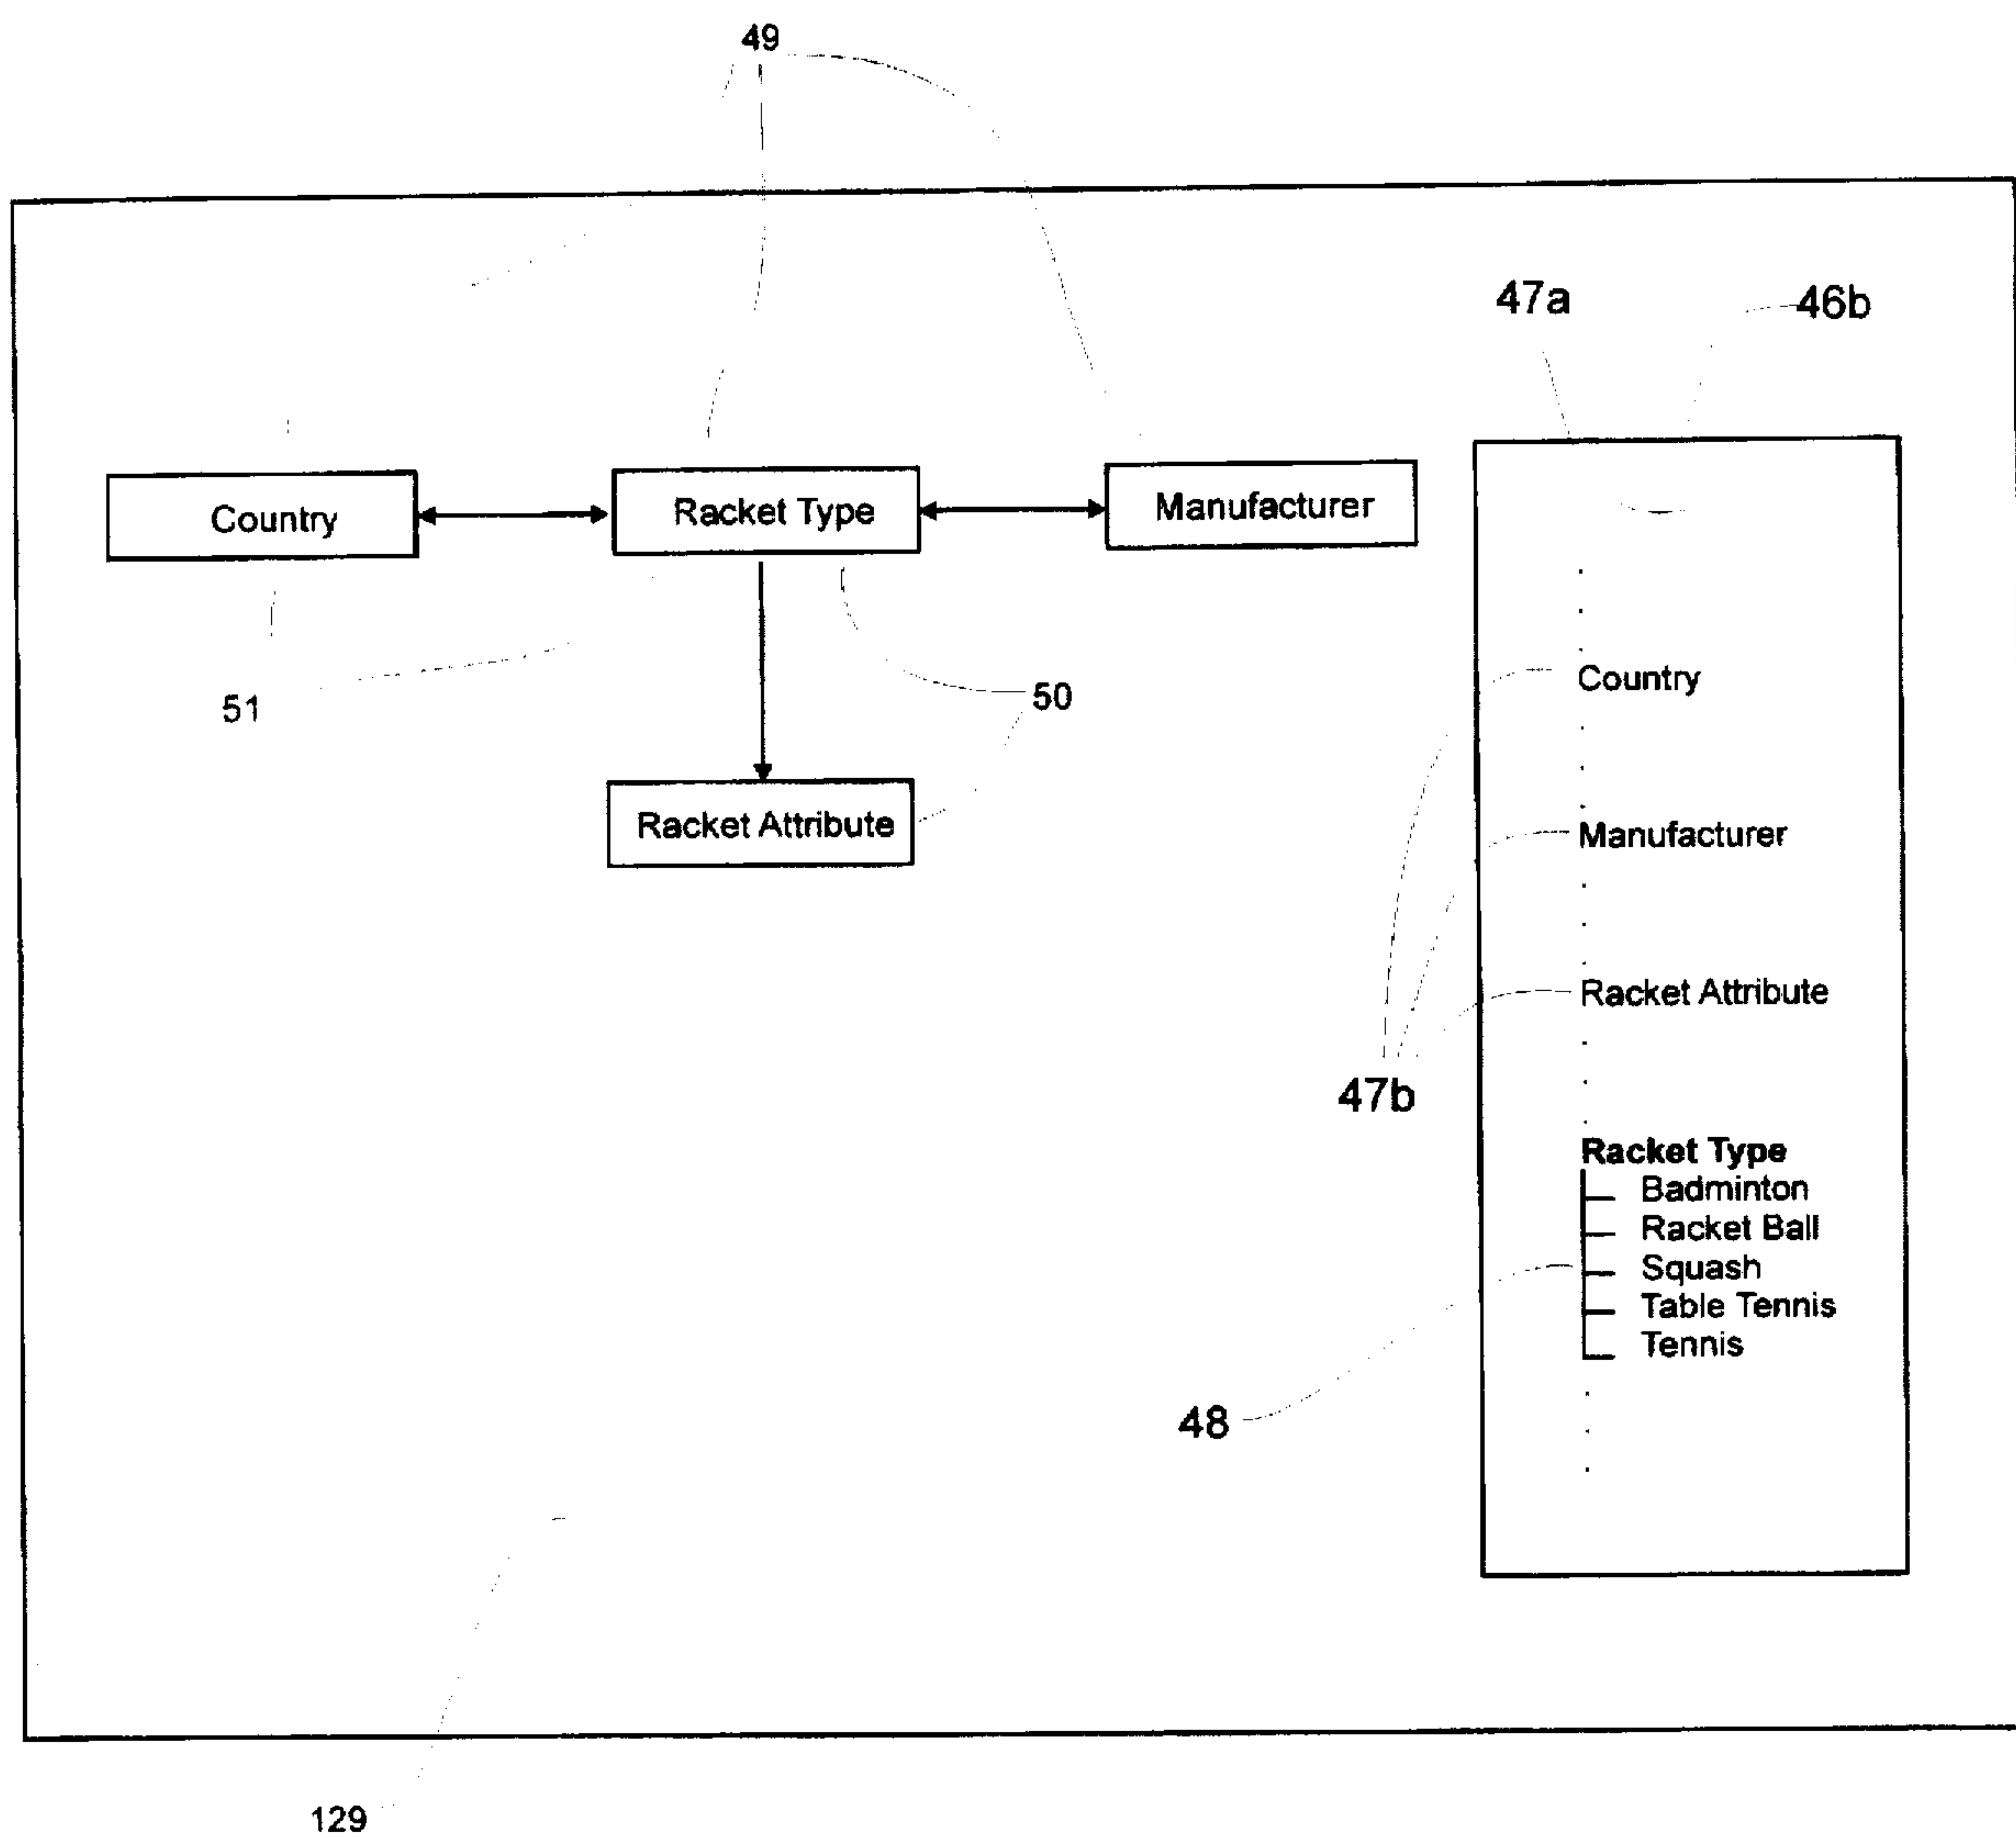 49
47a
46b
Country
Racket Type
Manufacturer
51
50
Racket Attribute
Country
Manufacturer
Racket Attribute
47b
Racket Type
Badminton
Racket Ball
Squash
Table Tennis
Tennis
48
129